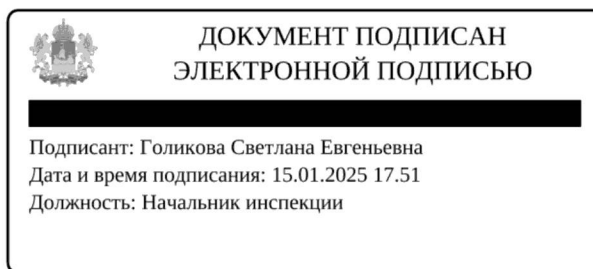 ДОКУМЕНТ ПОДПИСАН
ЭЛЕКТРОННОЙ ПОДПИСЬЮ
Подписант: Голикова Светлана Евгеньевна
Дата и время подписания: 15.01.2025 17.51
Должность: Начальник инспекции